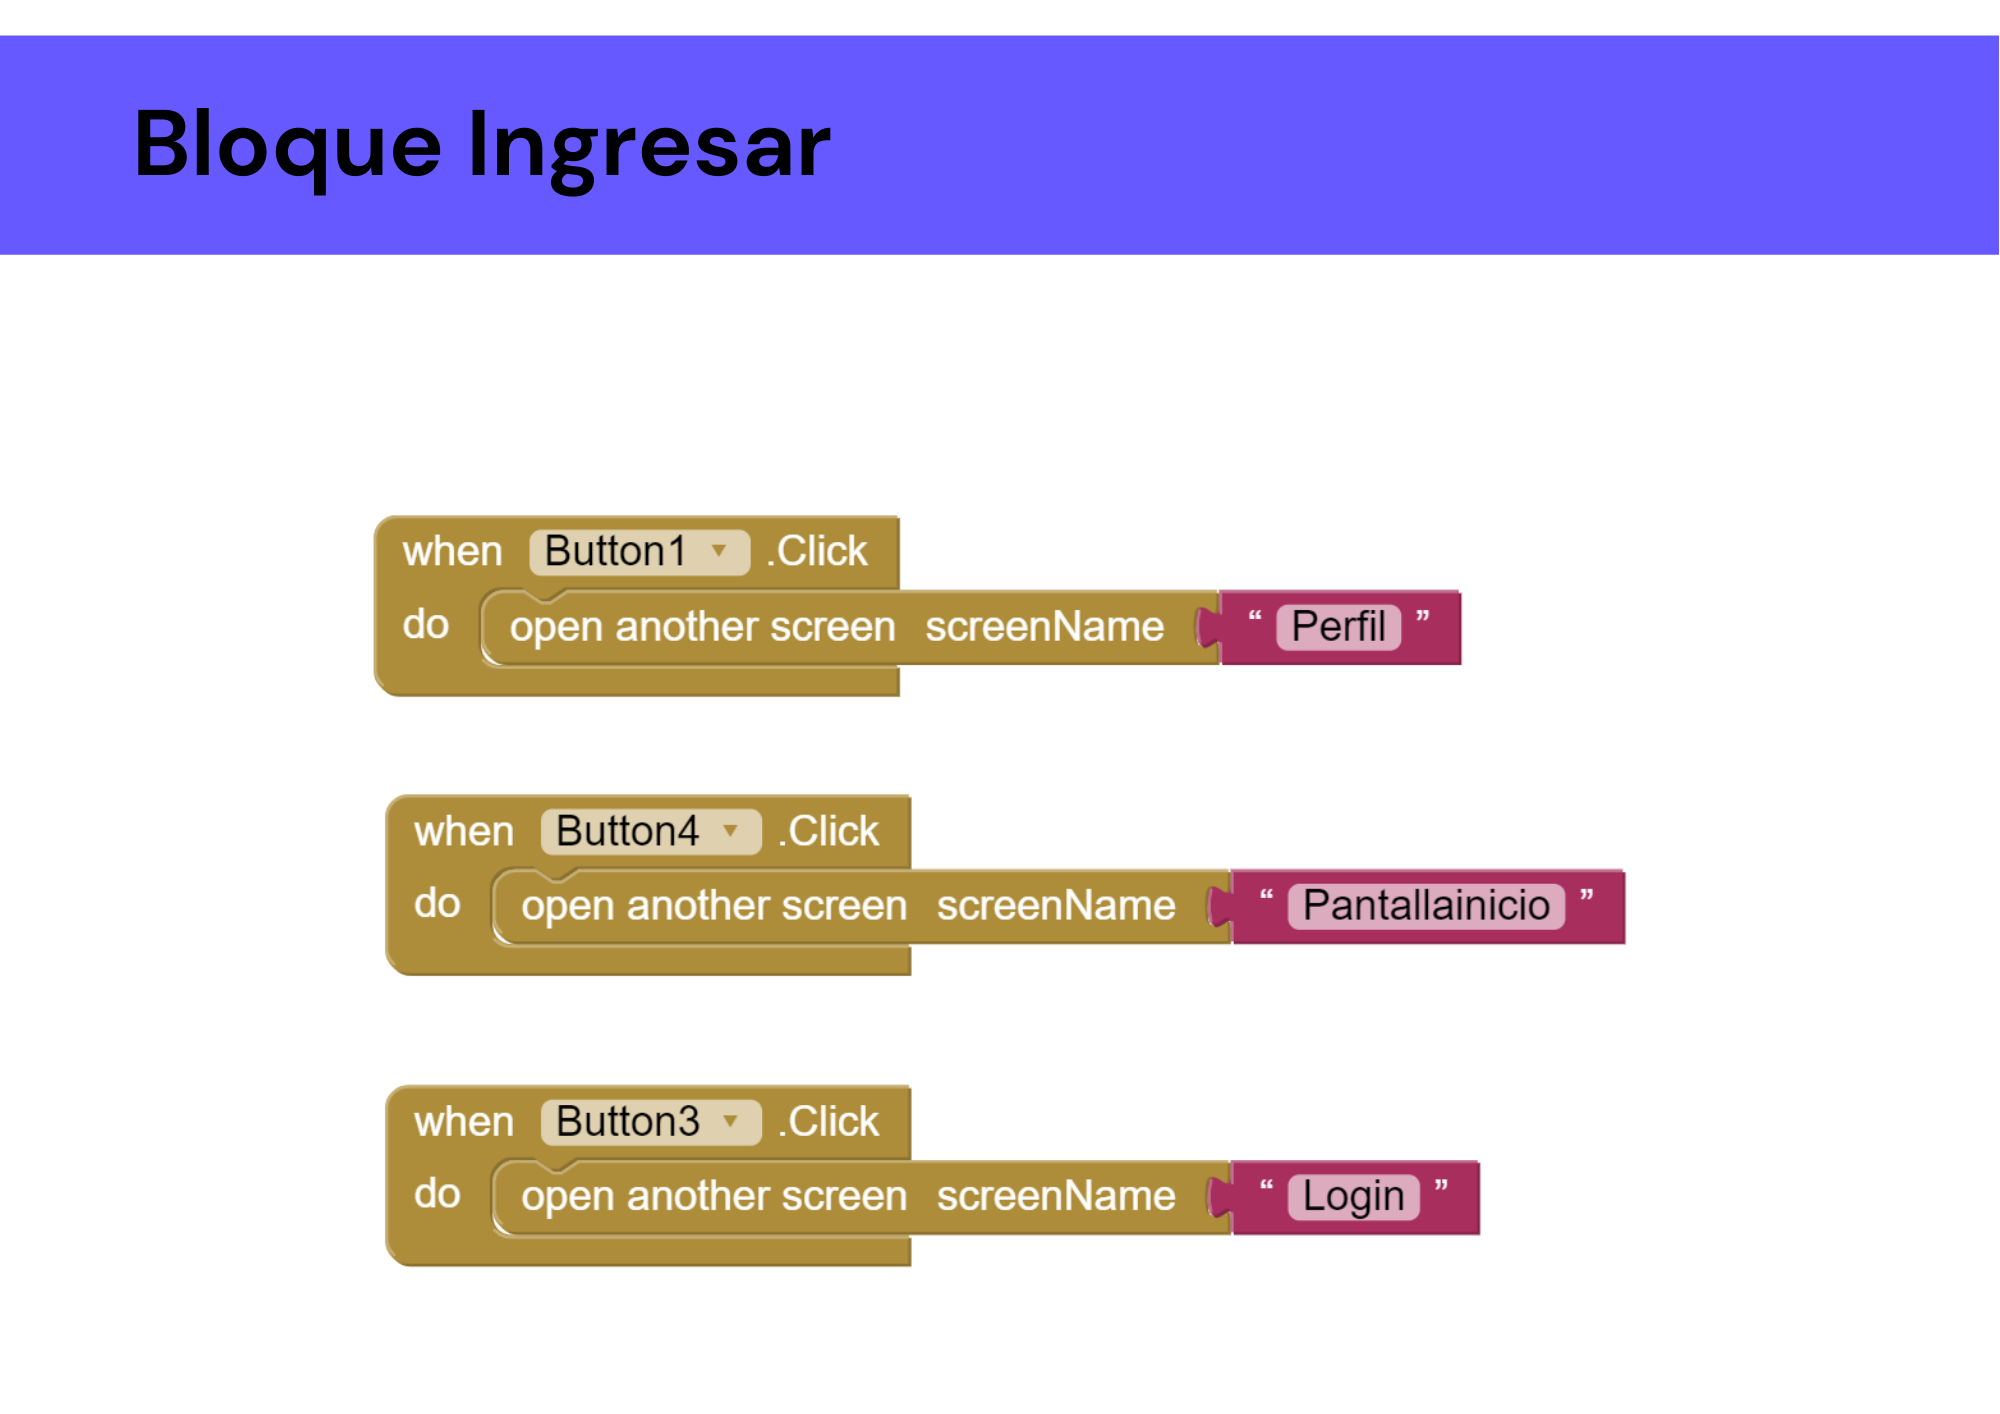 Bloque Ingresar
when Button1 .Click
do open another screen screenName “ Perfil ”
when Button4 .Click
do open another screen screenName “ Pantallainicio ”
when Button3 .Click
do open another screen screenName “ Login ”